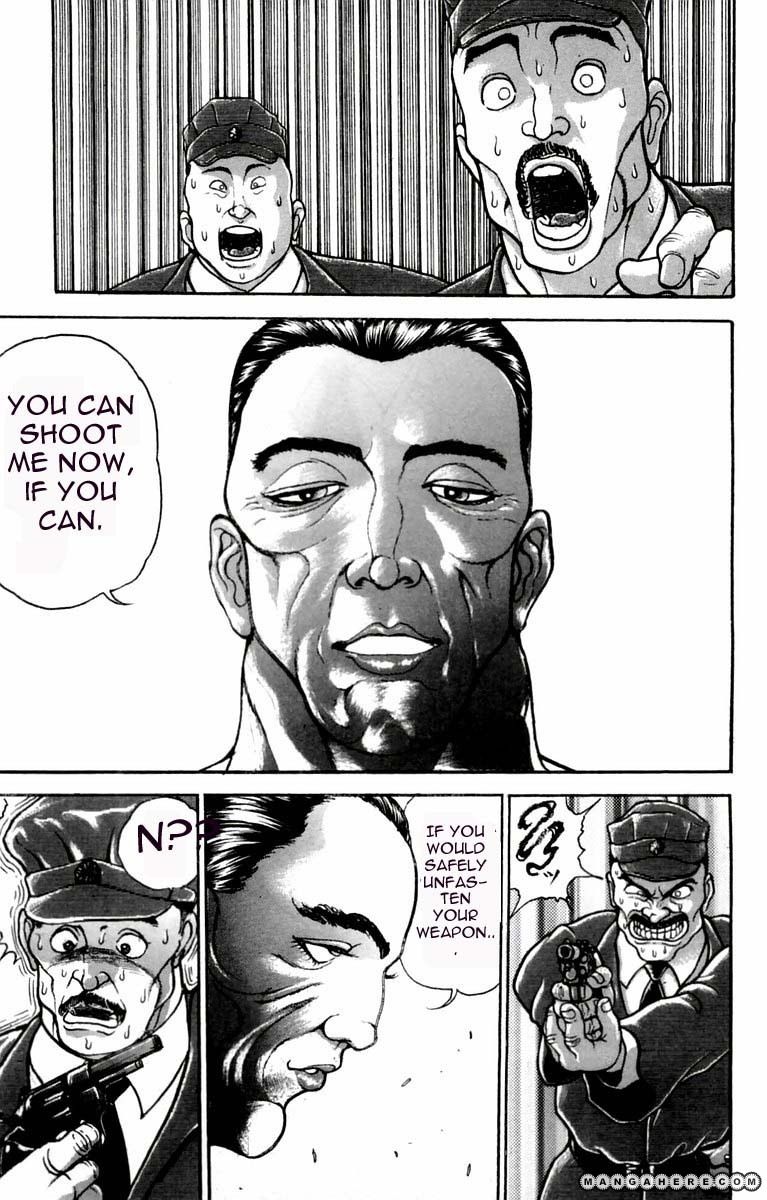 YOU CAN
SHOOT
ME NOW,
IF YOU
CAN.
IF YOU
WOULD
SAFELY
UNFAS-
TEN
YOUR
WEAPON..
N??
MANGAHERE.COM